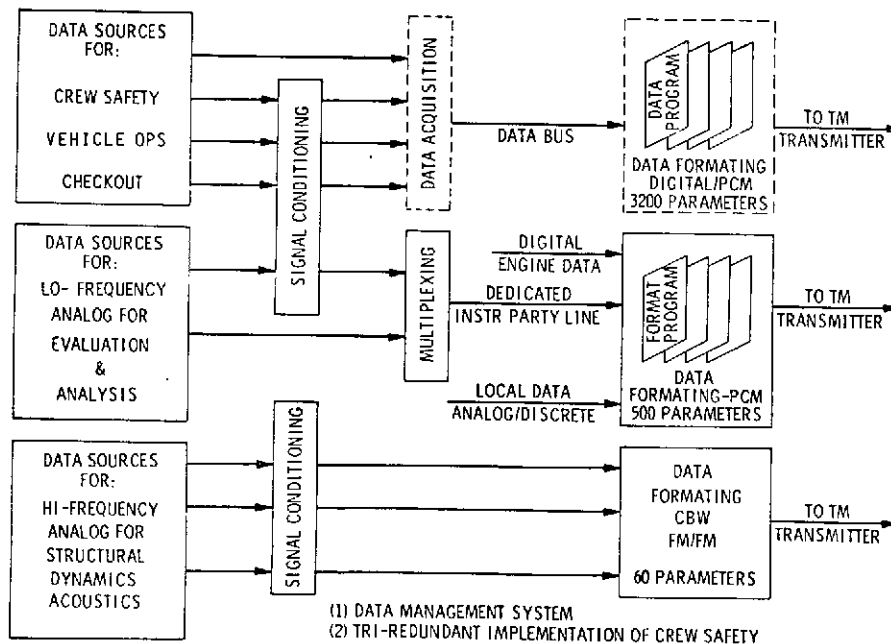 DATA SOURCES
FOR:
CREW SAFETY
VEHICLE OPS
CHECKOUT
SIGNAL CONDITIONING
DATA ACQUISITION
DATA BUS
DATA
PROGRAM
DATA FORMATING
DIGITAL/PCM
3200 PARAMETERS
TO TM
TRANSMITTER
DATA SOURCES
FOR:
LO- FREQUENCY
ANALOG FOR
EVALUATION
&
ANALYSIS
MULTIPLEXING
DIGITAL
ENGINE DATA
DEDICATED
INSTR PARTY LINE
LOCAL DATA
ANALOG/DISCRETE
FORMAT
PROGRAM
DATA
FORMATING-PCM
500 PARAMETERS
TO TM
TRANSMITTER
DATA SOURCES
FOR:
HI-FREQUENCY
ANALOG FOR
STRUCTURAL
DYNAMICS
ACOUSTICS
SIGNAL CONDITIONING
DATA
FORMATING
CBW
FM/FM
60 PARAMETERS
TO TM
TRANSMITTER
(1) DATA MANAGEMENT SYSTEM
(2) TRI-REDUNDANT IMPLEMENTATION OF CREW SAFETY